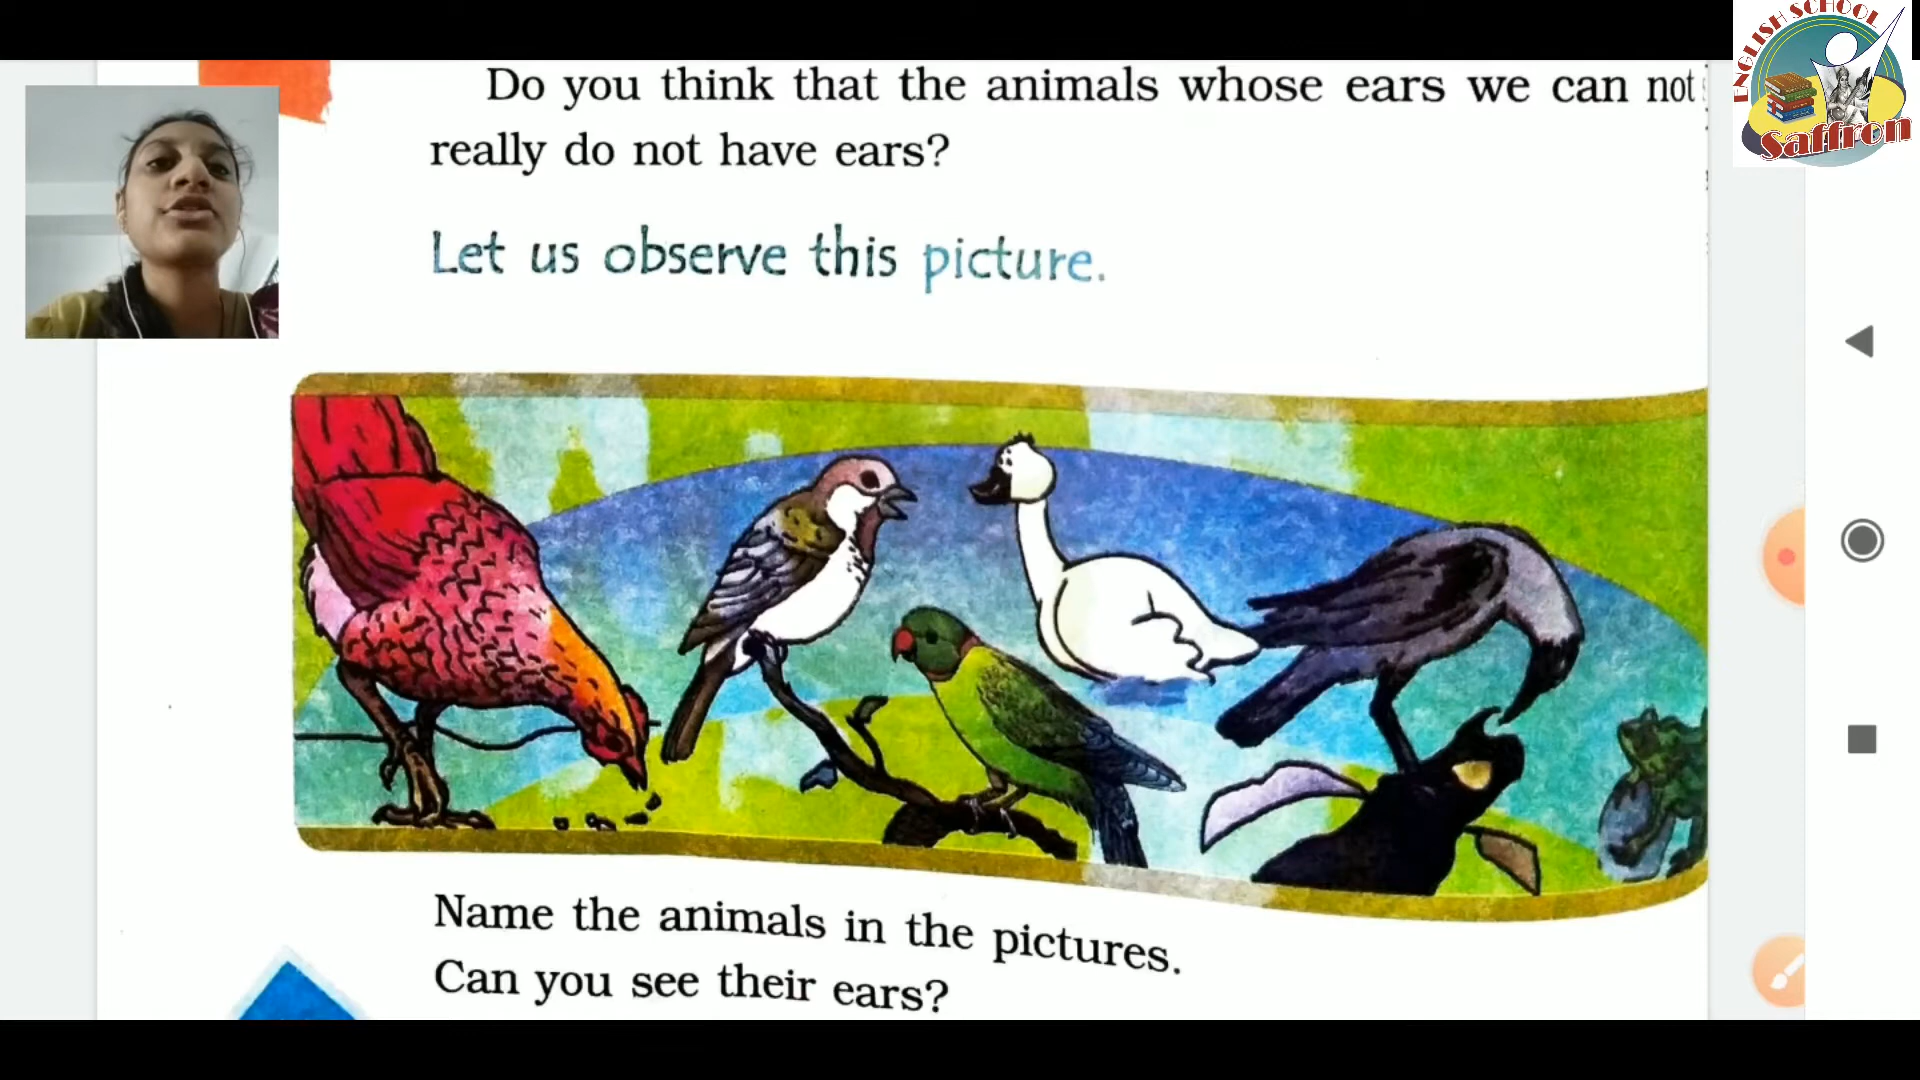 Do you think that the animals whose ears we can not
really do not have ears?
Let us observe this picture.
Name the animals in the pictures.
Can you see their ears?
ENGLISH SCHOOL
Saffron